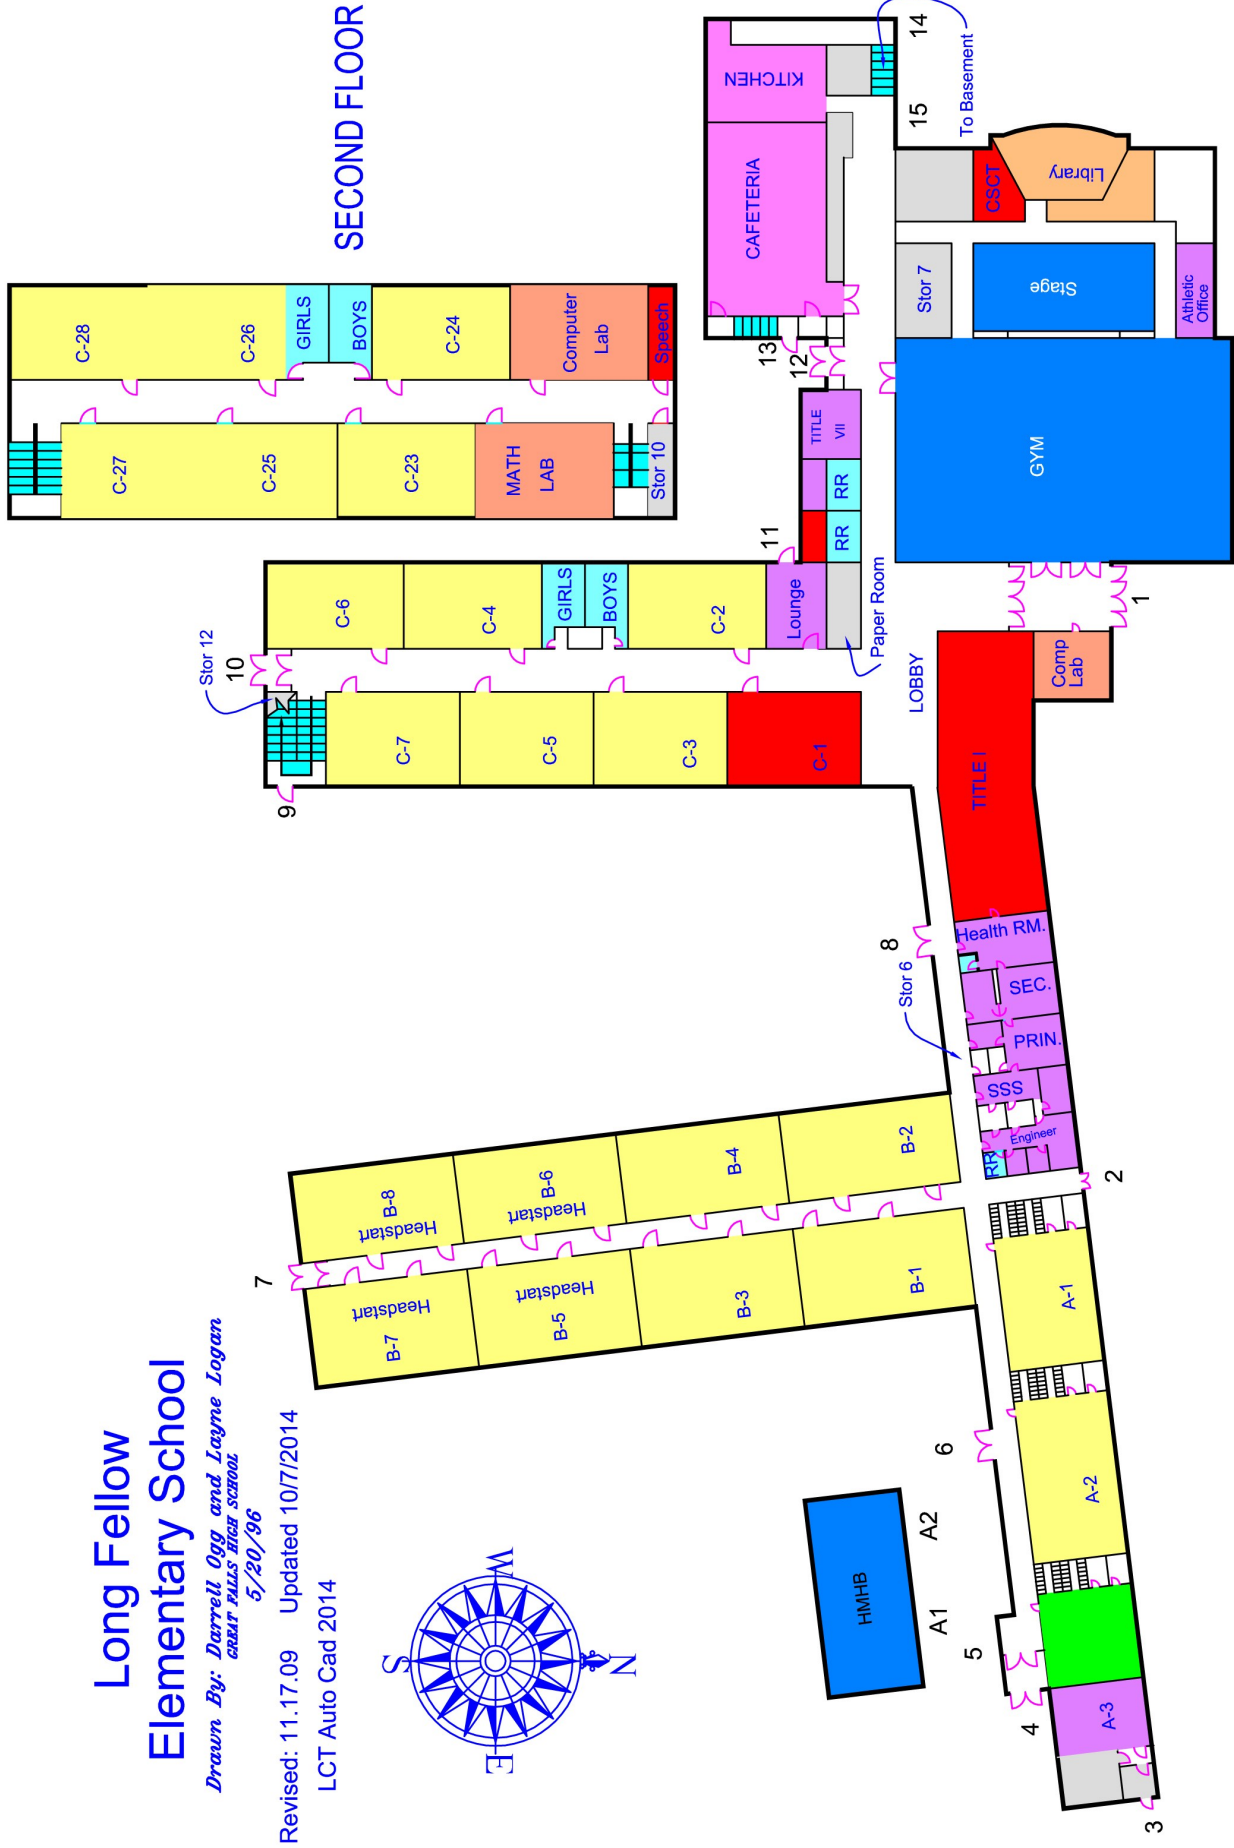 Long Fellow
Elementary School
Drawn By: Darrell Ogg and Layne Logan
GREAT FALLS HIGH SCHOOL
5/20/96
Revised: 11.17.09 Updated 10/7/2014
LCT Auto Cad 2014
S
W
E
N
SECOND FLOOR
C-28
C-26
GIRLS
BOYS
C-24
Computer
Lab
Speech
C-27
C-25
C-23
MATH
LAB
Stor 10
Stor 12
10
9
C-6
C-4
GIRLS
BOYS
C-2
Lounge
C-7
C-5
C-3
C-1
11
RR
RR
TITLE
VII
Paper Room
12
13
CAFETERIA
KITCHEN
14
15
To Basement
CSCT
Library
Stor 7
Stage
Athletic
Office
GYM
1
LOBBY
Comp
Lab
TITLE I
8
Health RM.
Stor 6
SEC.
PRIN.
SSS
Engineer
RR
2
7
B-8
Headstart
B-6
Headstart
B-4
B-2
B-7
Headstart
B-5
Headstart
B-3
B-1
A-1
A-2
6
HMHB
A2
A1
5
4
A-3
3